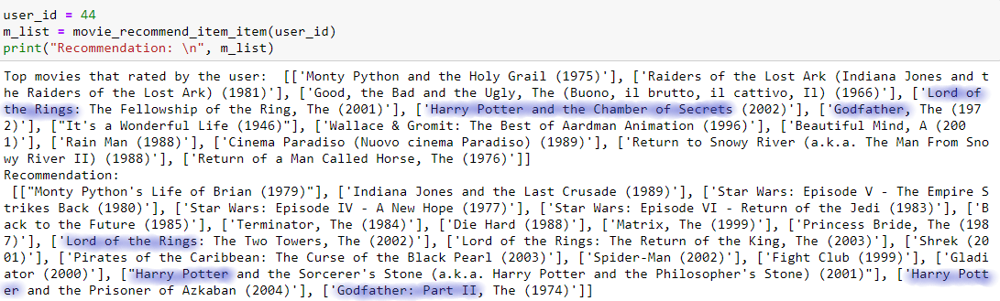 user_id = 44
m_list = movie_recommend_item_item(user_id)
print("Recommendation: \n", m_list)
Top movies that rated by the user:  [['Monty Python and the Holy Grail (1975)'], ['Raiders of the Lost Ark (Indiana Jones and t
he Raiders of the Lost Ark) (1981)'], ['Good, the Bad and the Ugly, The (Buono, il brutto, il cattivo, Il) (1966)'], ['Lord of
the Rings: The Fellowship of the Ring, The (2001)'], ['Harry Potter and the Chamber of Secrets (2002)'], ['Godfather, The (197
2)'], ["It's a Wonderful Life (1946)"], ['Wallace & Gromit: The Best of Aardman Animation (1996)'], ['Beautiful Mind, A (200
1)'], ['Rain Man (1988)'], ['Cinema Paradiso (Nuovo cinema Paradiso) (1989)'], ['Return to Snowy River (a.k.a. The Man From Sno
wy River II) (1988)'], ['Return of a Man Called Horse, The (1976)']]
Recommendation:
[["Monty Python's Life of Brian (1979)"], ['Indiana Jones and the Last Crusade (1989)'], ['Star Wars: Episode V - The Empire S
trikes Back (1980)'], ['Star Wars: Episode IV - A New Hope (1977)'], ['Star Wars: Episode VI - Return of the Jedi (1983)'], ['B
ack to the Future (1985)'], ['Terminator, The (1984)'], ['Die Hard (1988)'], ['Matrix, The (1999)'], ['Princess Bride, The (198
7)'], ['Lord of the Rings: The Two Towers, The (2002)'], ['Lord of the Rings: The Return of the King, The (2003)'], ['Shrek (20
01)'], ['Pirates of the Caribbean: The Curse of the Black Pearl (2003)'], ['Spider-Man (2002)'], ['Fight Club (1999)'], ['Gladi
ator (2000)'], ["Harry Potter and the Sorcerer's Stone (a.k.a. Harry Potter and the Philosopher's Stone) (2001)"], ['Harry Pott
er and the Prisoner of Azkaban (2004)'], ['Godfather: Part II, The (1974)']]